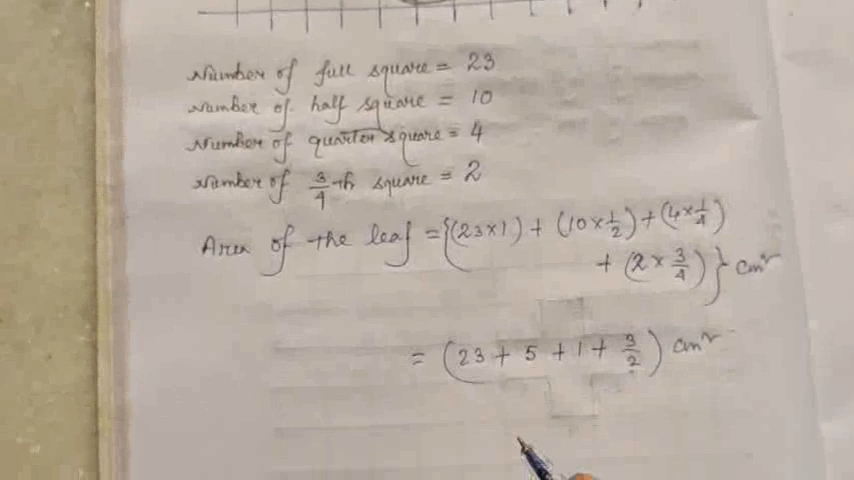 Number of full square = 23
Number of half square = 10
Number of quarter square = 4
Number of 3/4 th square = 2
Area of the leaf = {(23×1) + (10×1/2) + (4×1/4)
+ (2×3/4)} cm²
= (23 + 5 + 1 + 3/2) cm²